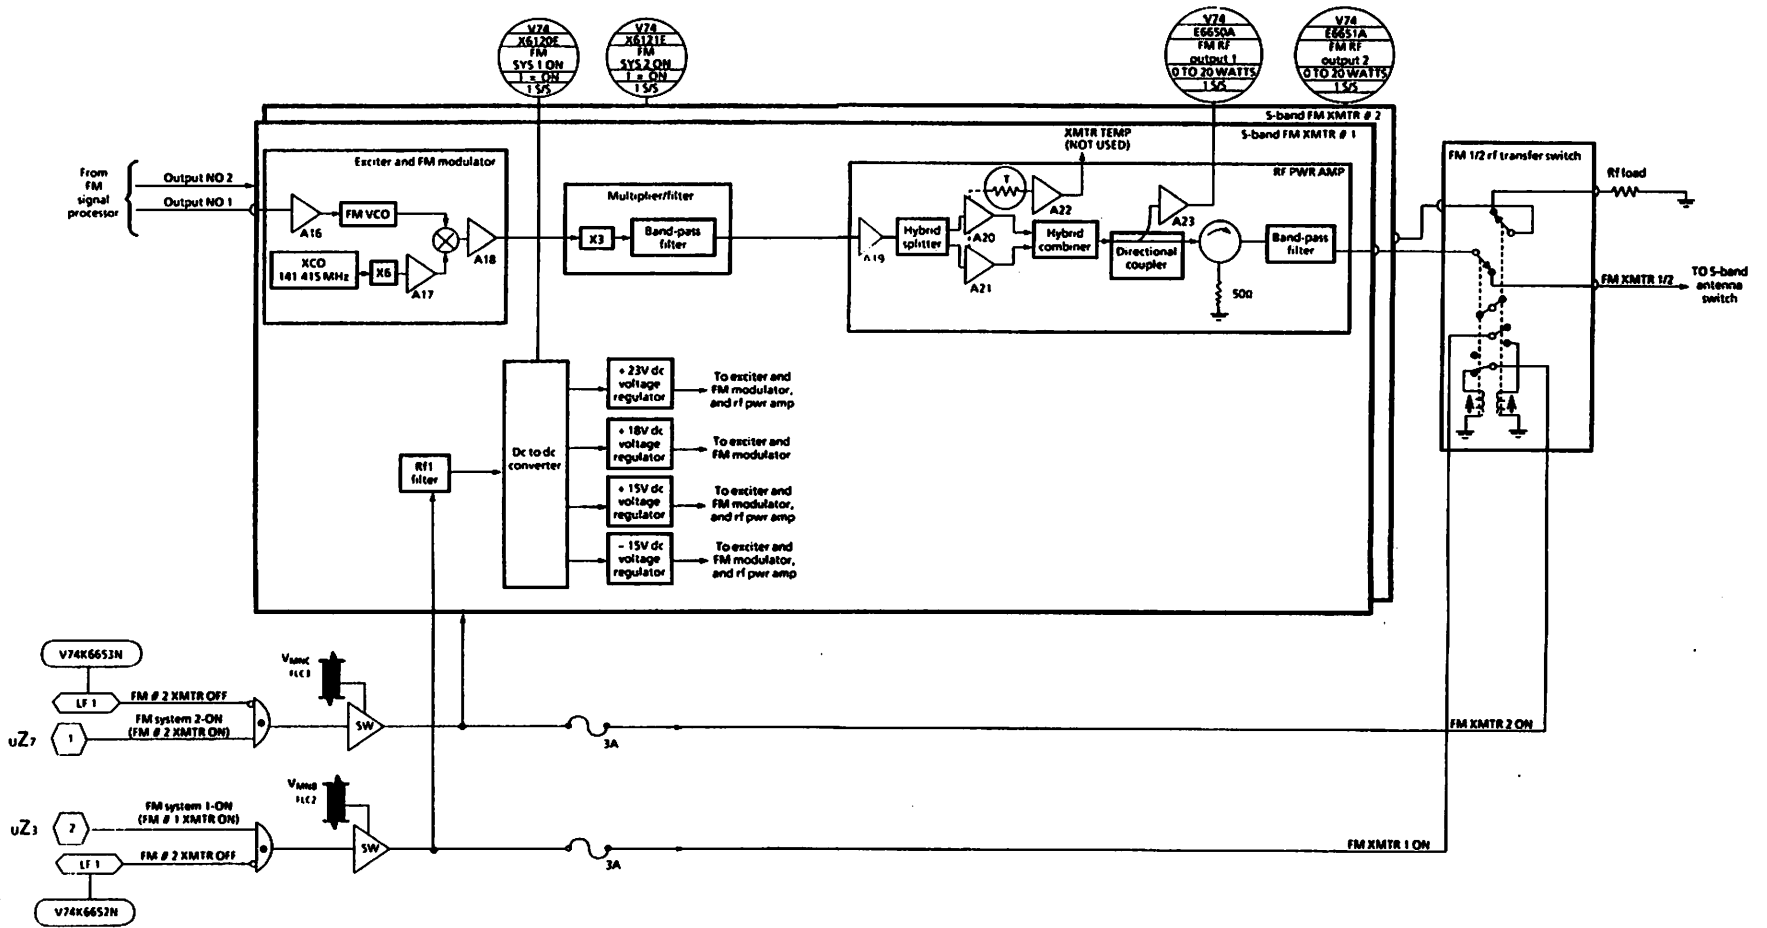 V74
X6120E
FM
SYS 1 ON
1 = ON
1 S/S
V74
X6121E
FM
SYS 2 ON
1 = ON
1 S/S
V74
E6650A
FM RF
output 1
0 TO 20 WATTS
1 S/S
V74
E6651A
FM RF
output 2
0 TO 20 WATTS
1 S/S
S-band FM XMTR # 2
S-band FM XMTR # 1
From
FM
signal
processor
Output NO 2
Output NO 1
Exciter and FM modulator
A16
FM VCO
XCO
141 415 MHz
X6
A17
A18
Multiplier/filter
X3
Band-pass
filter
XMTR TEMP
(NOT USED)
RF PWR AMP
A19
Hybrid
splitter
T
A22
A20
A21
Hybrid
combiner
A23
Directional
coupler
50Ω
Band-pass
filter
FM 1/2 rf transfer switch
Rf load
FM XMTR 1/2
TO S-band
antenna
switch
Rf1
filter
Dc to dc
converter
+ 23V dc
voltage
regulator
To exciter and
FM modulator,
and rf pwr amp
+ 18V dc
voltage
regulator
To exciter and
FM modulator
+ 15V dc
voltage
regulator
To exciter and
FM modulator,
and rf pwr amp
- 15V dc
voltage
regulator
To exciter and
FM modulator,
and rf pwr amp
V74K6653N
LF 1
FM # 2 XMTR OFF
uZ7
1
FM system 2-ON
(FM # 2 XMTR ON)
VMNC
FLC3
SW
3A
FM XMTR 2 ON
uZ3
2
FM system 1-ON
(FM # 1 XMTR ON)
LF 1
FM # 2 XMTR OFF
V74K6652N
VMNB
FLC2
SW
3A
FM XMTR 1 ON